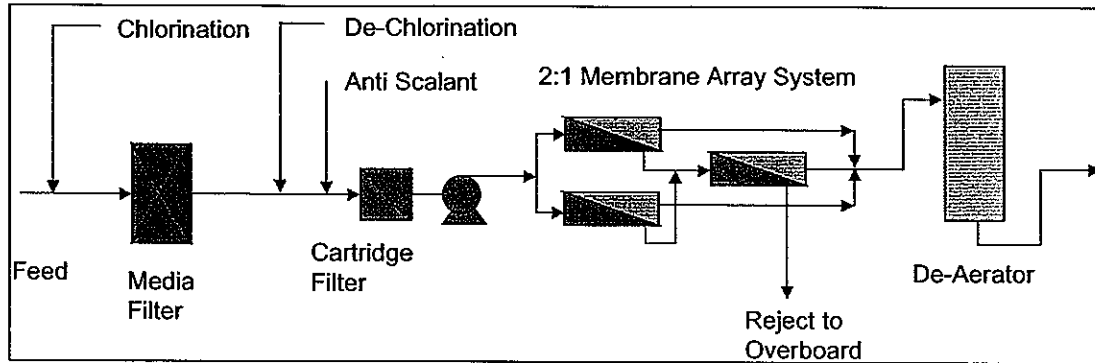 Chlorination
De-Chlorination
Anti Scalant
2:1 Membrane Array System
Feed
Media
Filter
Cartridge
Filter
De-Aerator
Reject to
Overboard